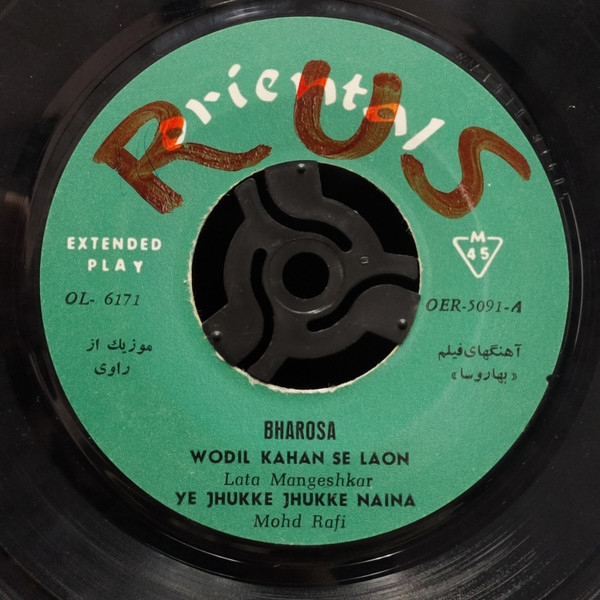 orientals
RUS
EXTENDED
PLAY
M
45
OL- 6171
OER-5091-A
موزیك از
راوی
آهنگهای فیلم
«بهاروسا»
BHAROSA
WODIL KAHAN SE LAON
Lata Mangeshkar
YE JHUKKE JHUKKE NAINA
Mohd Rafi